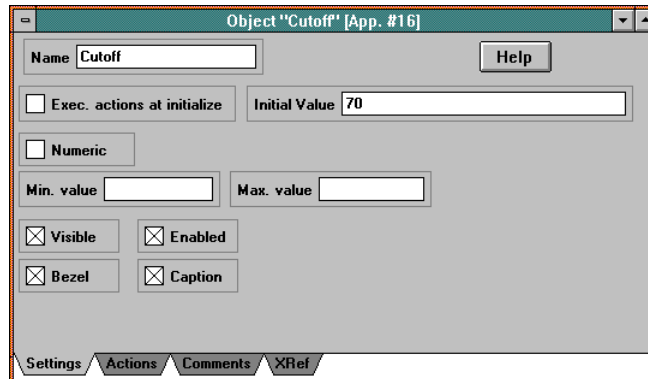 Object "Cutoff" [App. #16]
Name Cutoff Help
Exec. actions at initialize Initial Value 70
Numeric
Min. value Max. value
Visible Enabled
Bezel Caption
Settings Actions Comments XRef